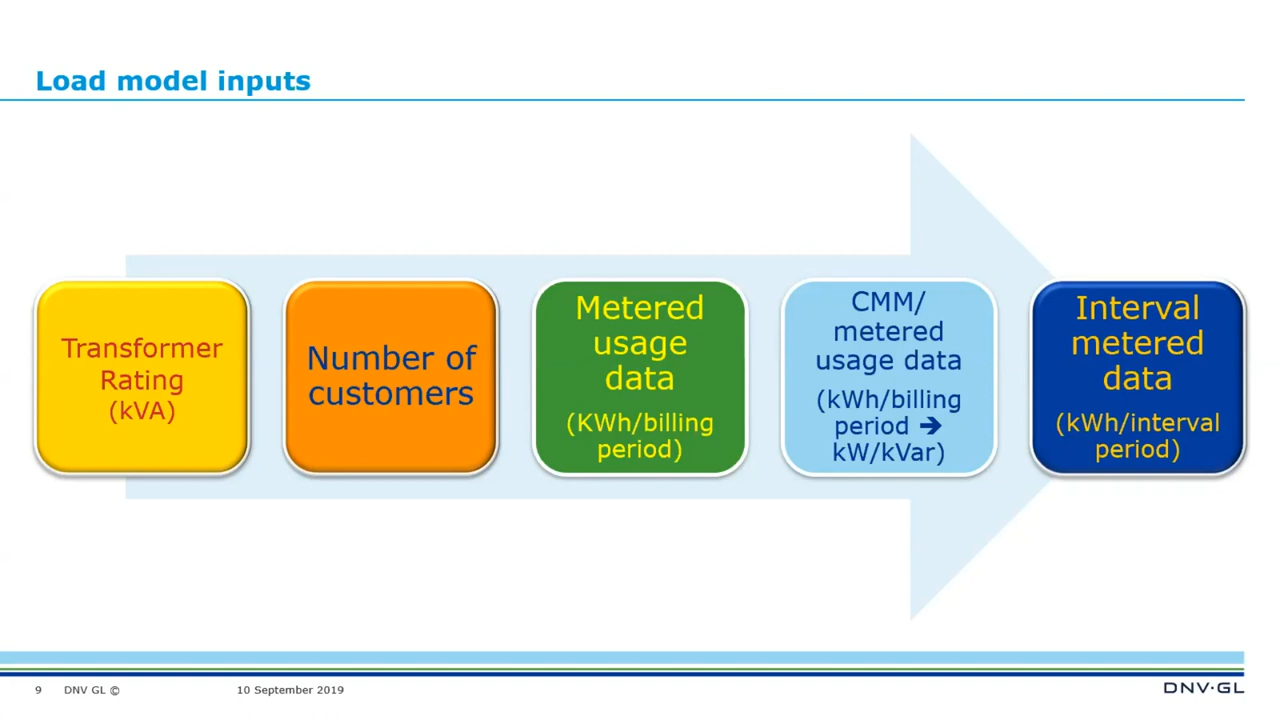 Load model inputs
Transformer
Rating
(kVA)
Number of
customers
Metered
usage
data
(KWh/billing
period)
CMM/
metered
usage data
(kWh/billing
period ➔
kW/kVar)
Interval
metered
data
(kWh/interval
period)
9 DNV GL © 10 September 2019
DNV·GL